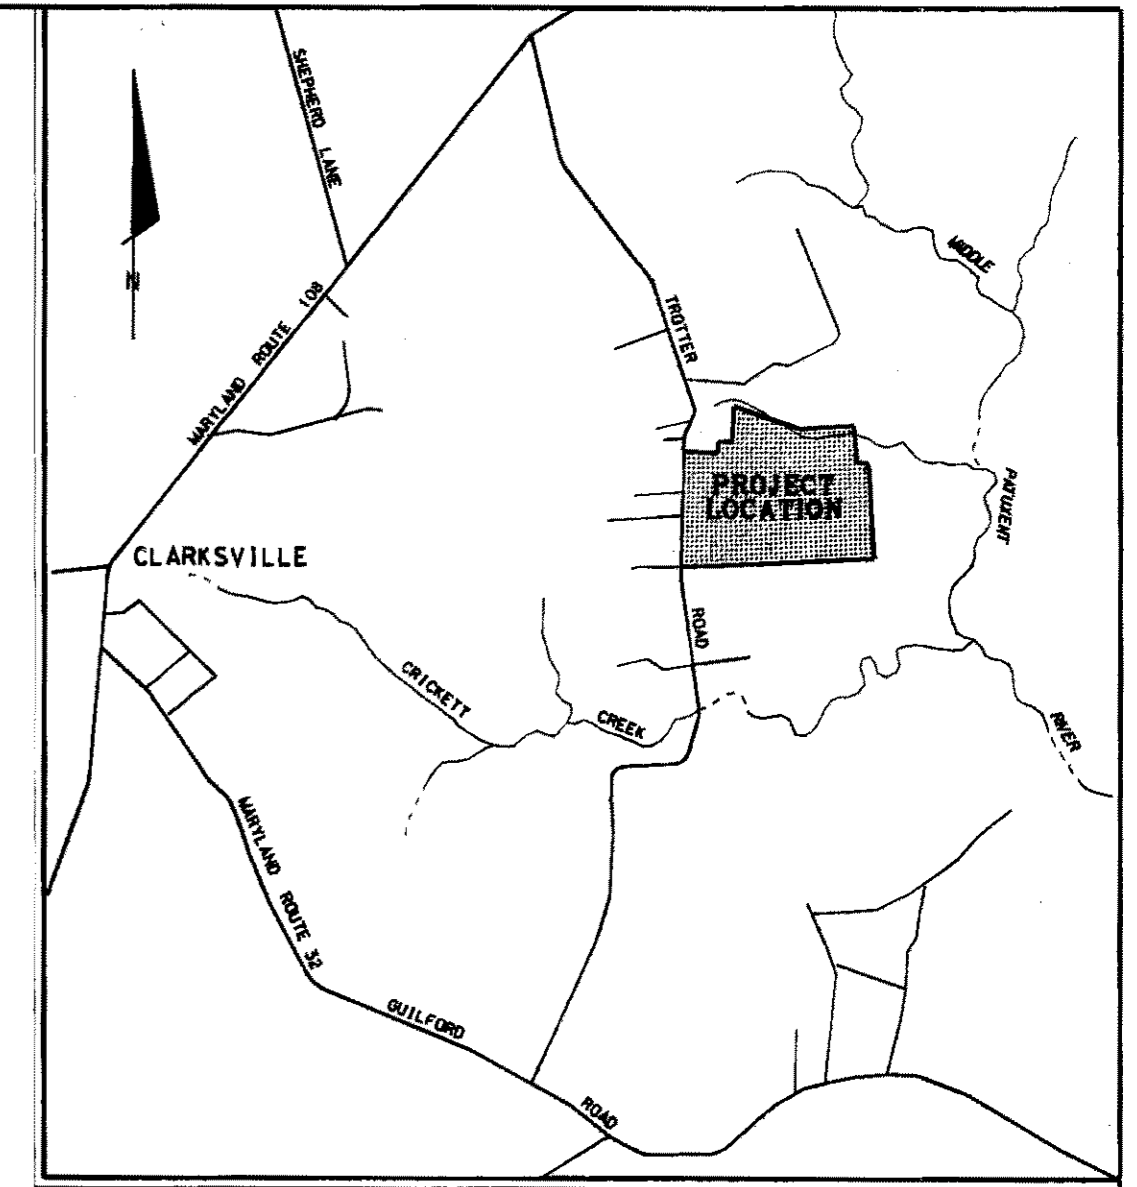 SHEPHERD LANE
MIDDLE
N
MARYLAND ROUTE 108
TROTTER
PROJECT
LOCATION
PATUXENT
CLARKSVILLE
ROAD
CRICKETT
CREEK
RIVER
MARYLAND ROUTE 32
GUILFORD
ROAD